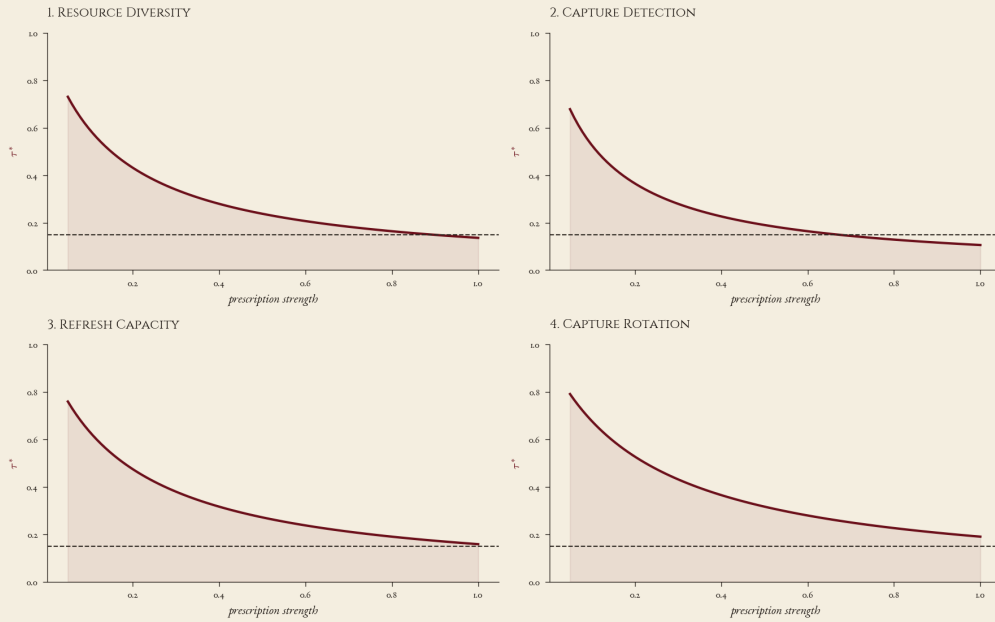 1. Resource Diversity
1.0
0.8
0.6
0.4
0.2
0.0
τ*
0.2 0.4 0.6 0.8 1.0
prescription strength
2. Capture Detection
1.0
0.8
0.6
0.4
0.2
0.0
τ*
0.2 0.4 0.6 0.8 1.0
prescription strength
3. Refresh Capacity
1.0
0.8
0.6
0.4
0.2
0.0
τ*
0.2 0.4 0.6 0.8 1.0
prescription strength
4. Capture Rotation
1.0
0.8
0.6
0.4
0.2
0.0
τ*
0.2 0.4 0.6 0.8 1.0
prescription strength